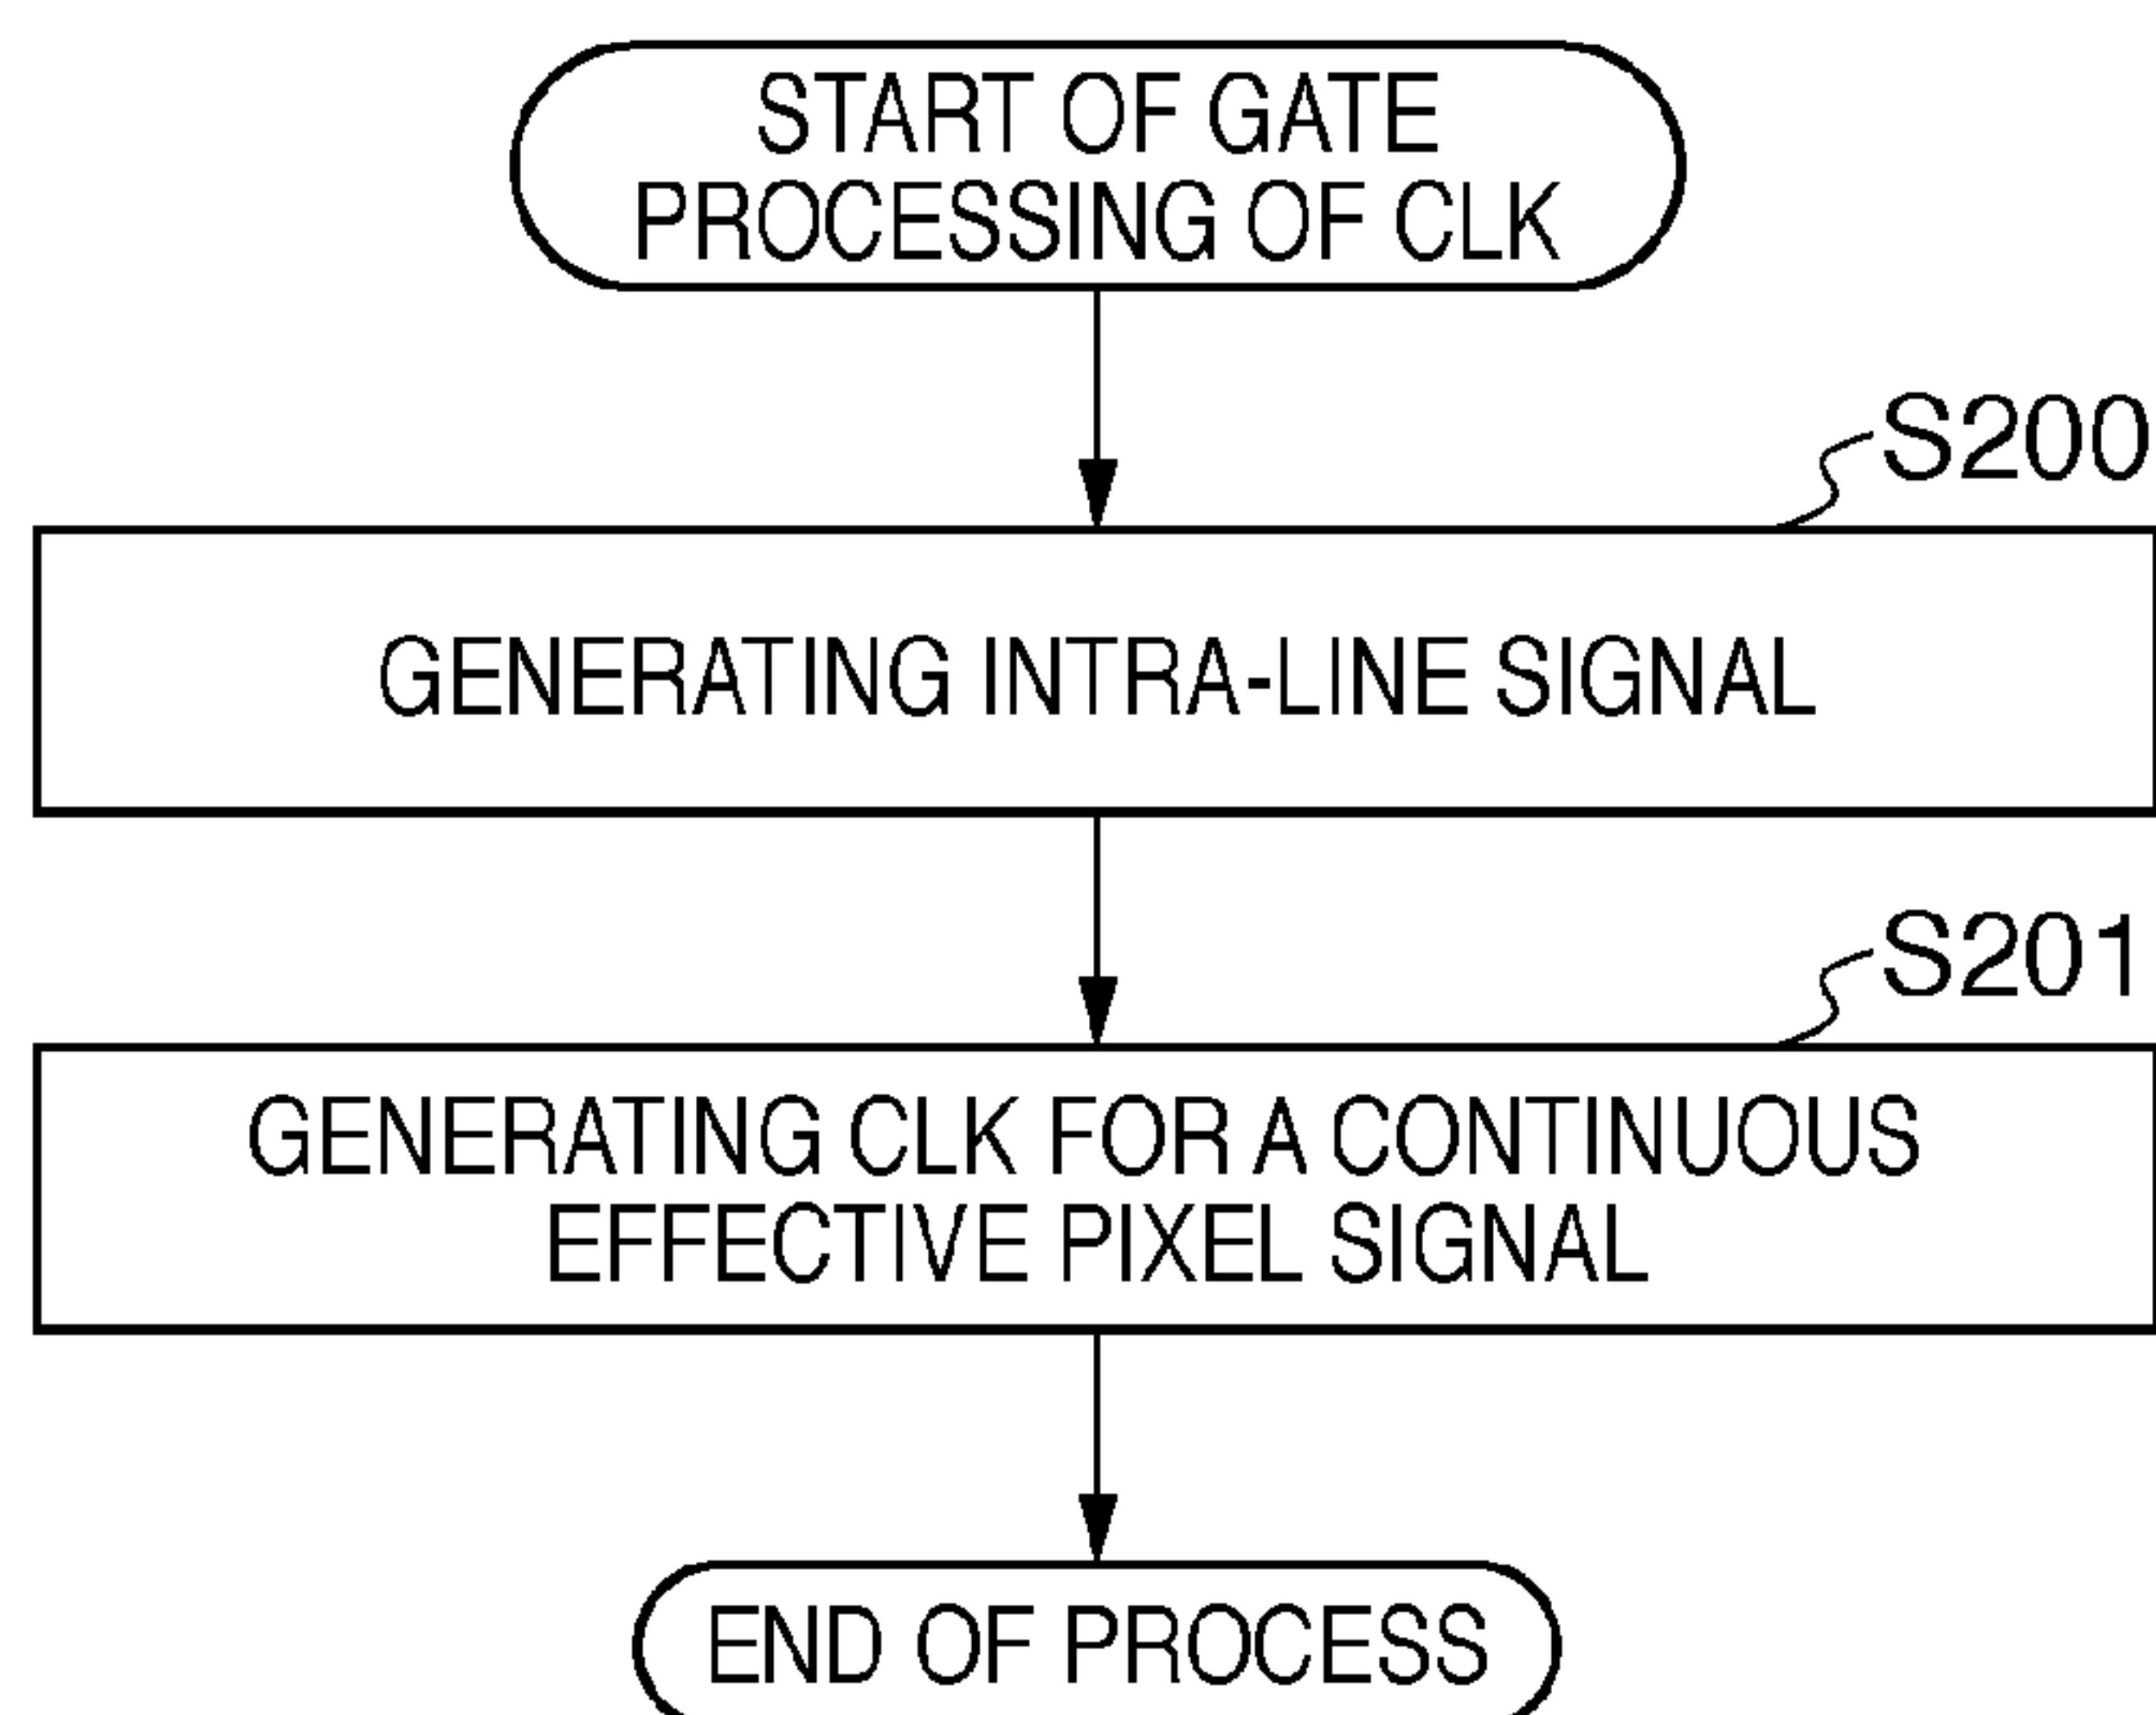 START OF GATE
PROCESSING OF CLK
S200
GENERATING INTRA-LINE SIGNAL
S201
GENERATING CLK FOR A CONTINUOUS
EFFECTIVE PIXEL SIGNAL
END OF PROCESS